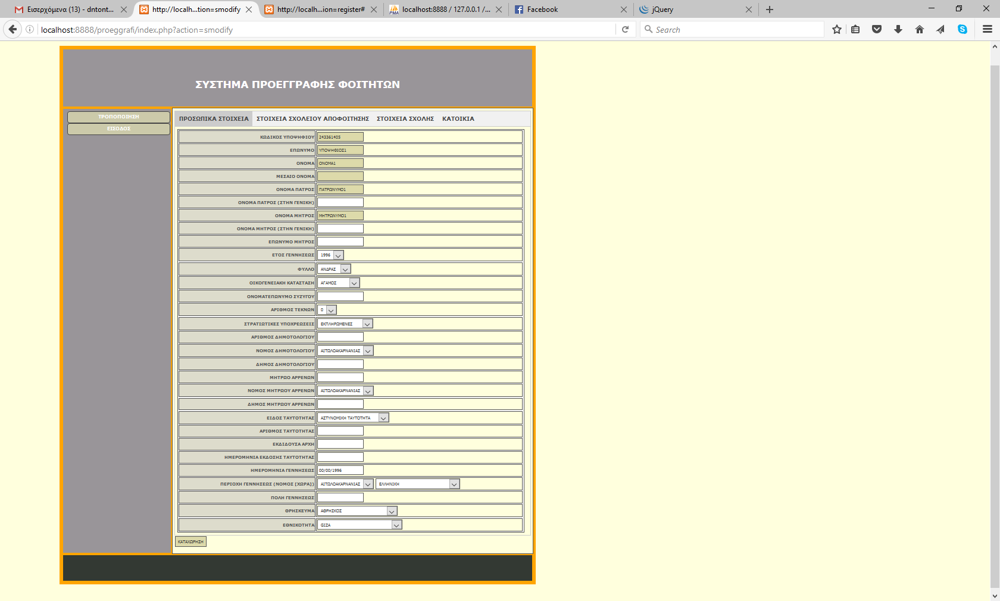 Εισερχόμενα (13) - dntont... http://localh...tion=smodify http://localh...ion=register# localhost:8888 / 127.0.0.1 /... Facebook jQuery
localhost:8888/proeggrafi/index.php?action=smodify Search
ΣΥΣΤΗΜΑ ΠΡΟΕΓΓΡΑΦΗΣ ΦΟΙΤΗΤΩΝ
ΤΡΟΠΟΠΟΙΗΣΗ
ΕΙΣΟΔΟΣ
ΠΡΟΣΩΠΙΚΑ ΣΤΟΙΧΕΙΑ ΣΤΟΙΧΕΙΑ ΣΧΟΛΕΙΟΥ ΑΠΟΦΟΙΤΗΣΗΣ ΣΤΟΙΧΕΙΑ ΣΧΟΛΗΣ ΚΑΤΟΙΚΙΑ
ΚΩΔΙΚΟΣ ΥΠΟΨΗΦΙΟΥ 243361405
ΕΠΩΝΥΜΟ ΥΠΟΨΗΦΙΟΣ1
ΟΝΟΜΑ ΟΝΟΜΑ1
ΜΕΣΑΙΟ ΟΝΟΜΑ
ΟΝΟΜΑ ΠΑΤΡΟΣ ΠΑΤΡΩΝΥΜΟ1
ΟΝΟΜΑ ΠΑΤΡΟΣ (ΣΤΗΝ ΓΕΝΙΚΗ)
ΟΝΟΜΑ ΜΗΤΡΟΣ ΜΗΤΡΩΝΥΜΟ1
ΟΝΟΜΑ ΜΗΤΡΟΣ (ΣΤΗΝ ΓΕΝΙΚΗ)
ΕΠΩΝΥΜΟ ΜΗΤΡΟΣ
ΕΤΟΣ ΓΕΝΝΗΣΕΩΣ 1996
ΦΥΛΛΟ ΑΝΔΡΑΣ
ΟΙΚΟΓΕΝΕΙΑΚΗ ΚΑΤΑΣΤΑΣΗ ΑΓΑΜΟΣ
ΟΝΟΜΑΤΕΠΩΝΥΜΟ ΣΥΖΥΓΟΥ
ΑΡΙΘΜΟΣ ΤΕΚΝΩΝ 0
ΣΤΡΑΤΙΩΤΙΚΕΣ ΥΠΟΧΡΕΩΣΕΙΣ ΕΚΠΛΗΡΩΜΕΝΕΣ
ΑΡΙΘΜΟΣ ΔΗΜΟΤΟΛΟΓΙΟΥ
ΝΟΜΟΣ ΔΗΜΟΤΟΛΟΓΙΟΥ ΑΙΤΩΛΟΑΚΑΡΝΑΝΙΑΣ
ΔΗΜΟΣ ΔΗΜΟΤΟΛΟΓΙΟΥ
ΜΗΤΡΩΟ ΑΡΡΕΝΩΝ
ΝΟΜΟΣ ΜΗΤΡΩΟΥ ΑΡΡΕΝΩΝ ΑΙΤΩΛΟΑΚΑΡΝΑΝΙΑΣ
ΔΗΜΟΣ ΜΗΤΡΩΟΥ ΑΡΡΕΝΩΝ
ΕΙΔΟΣ ΤΑΥΤΟΤΗΤΑΣ ΑΣΤΥΝΟΜΙΚΗ ΤΑΥΤΟΤΗΤΑ
ΑΡΙΘΜΟΣ ΤΑΥΤΟΤΗΤΑΣ
ΕΚΔΙΔΟΥΣΑ ΑΡΧΗ
ΗΜΕΡΟΜΗΝΙΑ ΕΚΔΟΣΗΣ ΤΑΥΤΟΤΗΤΑΣ
ΗΜΕΡΟΜΗΝΙΑ ΓΕΝΝΗΣΕΩΣ 00/00/1996
ΠΕΡΙΟΧΗ ΓΕΝΝΗΣΕΩΣ (ΝΟΜΟΣ [ΧΩΡΑ]) ΑΙΤΩΛΟΑΚΑΡΝΑΝΙΑΣ ΕΛΛΗΝΙΚΗ
ΠΟΛΗ ΓΕΝΝΗΣΕΩΣ
ΘΡΗΣΚΕΥΜΑ ΑΘΡΗΣΚΟΣ
ΕΘΝΙΚΟΤΗΤΑ GIZA
ΚΑΤΑΧΩΡΗΣΗ